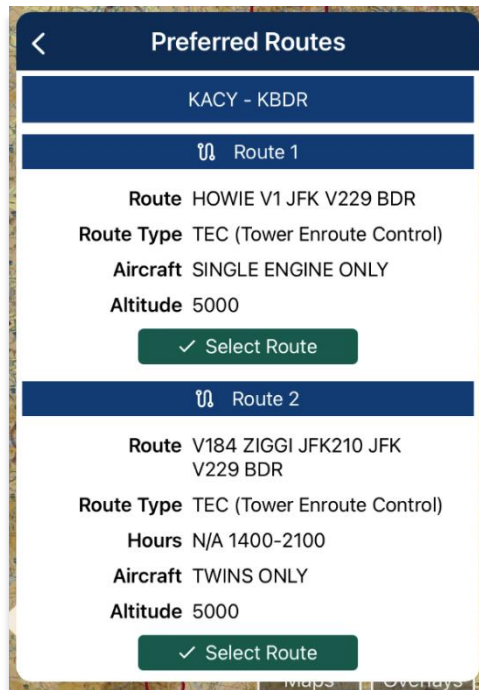 Preferred Routes
KACY - KBDR
Route 1
Route HOWIE V1 JFK V229 BDR
Route Type TEC (Tower Enroute Control)
Aircraft SINGLE ENGINE ONLY
Altitude 5000
✓ Select Route
Route 2
Route V184 ZIGGI JFK210 JFK
V229 BDR
Route Type TEC (Tower Enroute Control)
Hours N/A 1400-2100
Aircraft TWINS ONLY
Altitude 5000
✓ Select Route
Maps Overlays